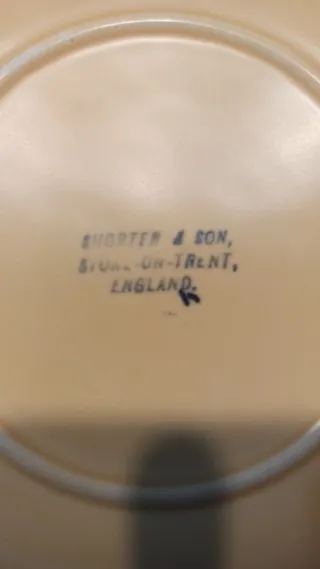 SHORTER & SON,
STOKE-ON-TRENT,
ENGLAND.